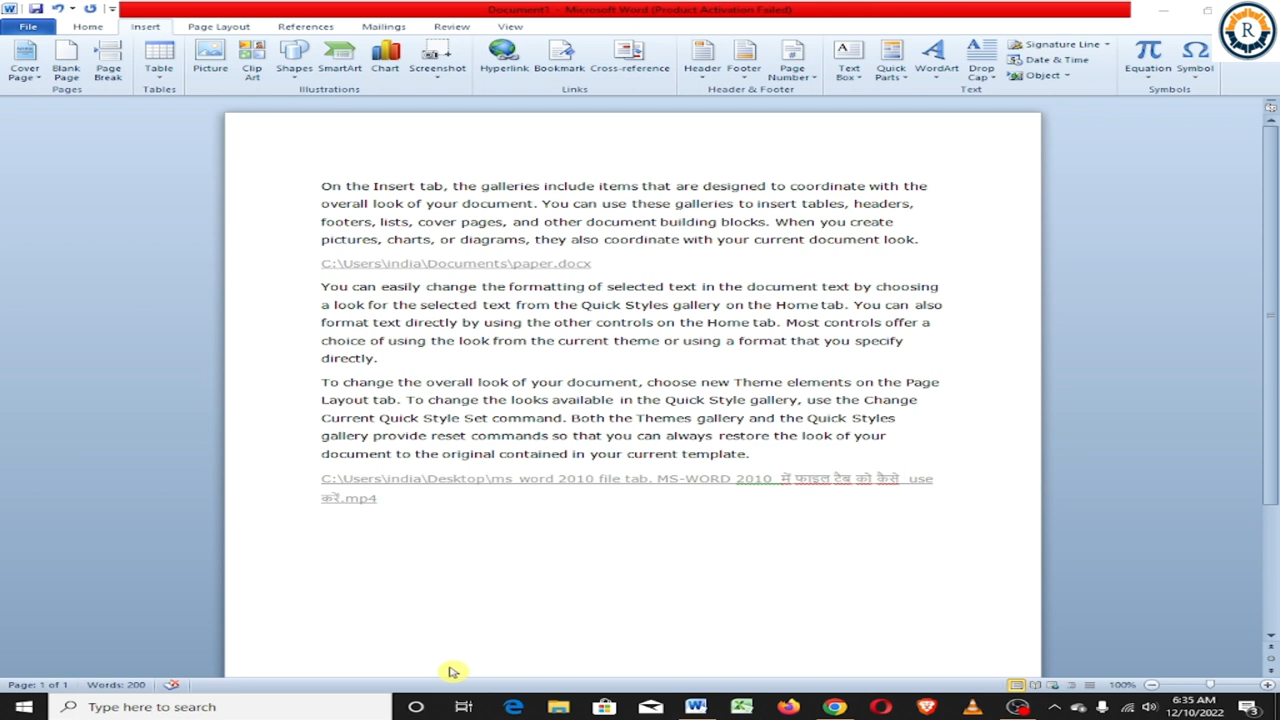 Document1 - Microsoft Word (Product Activation Failed)
File Home Insert Page Layout References Mailings Review View
Cover Page Blank Page Page Break Table Picture Clip Art Shapes SmartArt Chart Screenshot Hyperlink Bookmark Cross-reference Header Footer Page Number Text Box Quick Parts WordArt Drop Cap Signature Line Date & Time Object Equation Symbol
Pages Tables Illustrations Links Header & Footer Text Symbols
R
On the Insert tab, the galleries include items that are designed to coordinate with the
overall look of your document. You can use these galleries to insert tables, headers,
footers, lists, cover pages, and other document building blocks. When you create
pictures, charts, or diagrams, they also coordinate with your current document look.
C:\Users\india\Documents\paper.docx
You can easily change the formatting of selected text in the document text by choosing
a look for the selected text from the Quick Styles gallery on the Home tab. You can also
format text directly by using the other controls on the Home tab. Most controls offer a
choice of using the look from the current theme or using a format that you specify
directly.
To change the overall look of your document, choose new Theme elements on the Page
Layout tab. To change the looks available in the Quick Style gallery, use the Change
Current Quick Style Set command. Both the Themes gallery and the Quick Styles
gallery provide reset commands so that you can always restore the look of your
document to the original contained in your current template.
C:\Users\india\Desktop\ms word 2010 file tab. MS-WORD 2010 में फाइल टैब को कैसे use
करें.mp4
Page: 1 of 1 Words: 200 100%
Type here to search 6:35 AM
12/10/2022 3